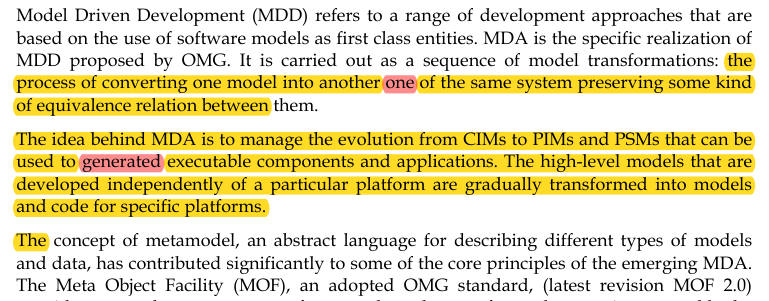 Model Driven Development (MDD) refers to a range of development approaches that are
based on the use of software models as first class entities. MDA is the specific realization of
MDD proposed by OMG. It is carried out as a sequence of model transformations: the
process of converting one model into another one of the same system preserving some kind
of equivalence relation between them.
The idea behind MDA is to manage the evolution from CIMs to PIMs and PSMs that can be
used to generated executable components and applications. The high-level models that are
developed independently of a particular platform are gradually transformed into models
and code for specific platforms.
The concept of metamodel, an abstract language for describing different types of models
and data, has contributed significantly to some of the core principles of the emerging MDA.
The Meta Object Facility (MOF), an adopted OMG standard, (latest revision MOF 2.0)